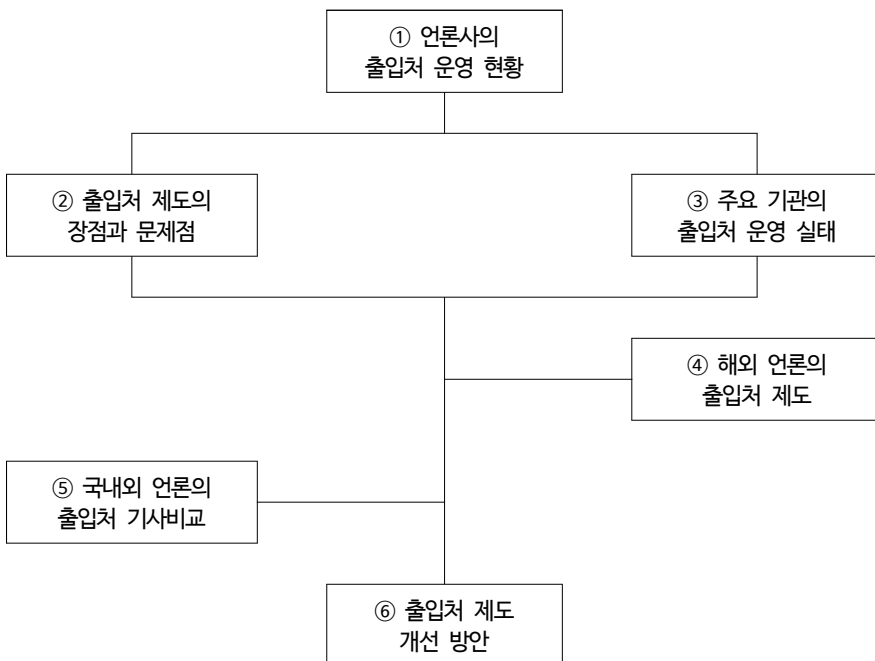 ① 언론사의
출입처 운영 현황
② 출입처 제도의
장점과 문제점
③ 주요 기관의
출입처 운영 실태
④ 해외 언론의
출입처 제도
⑤ 국내외 언론의
출입처 기사비교
⑥ 출입처 제도
개선 방안